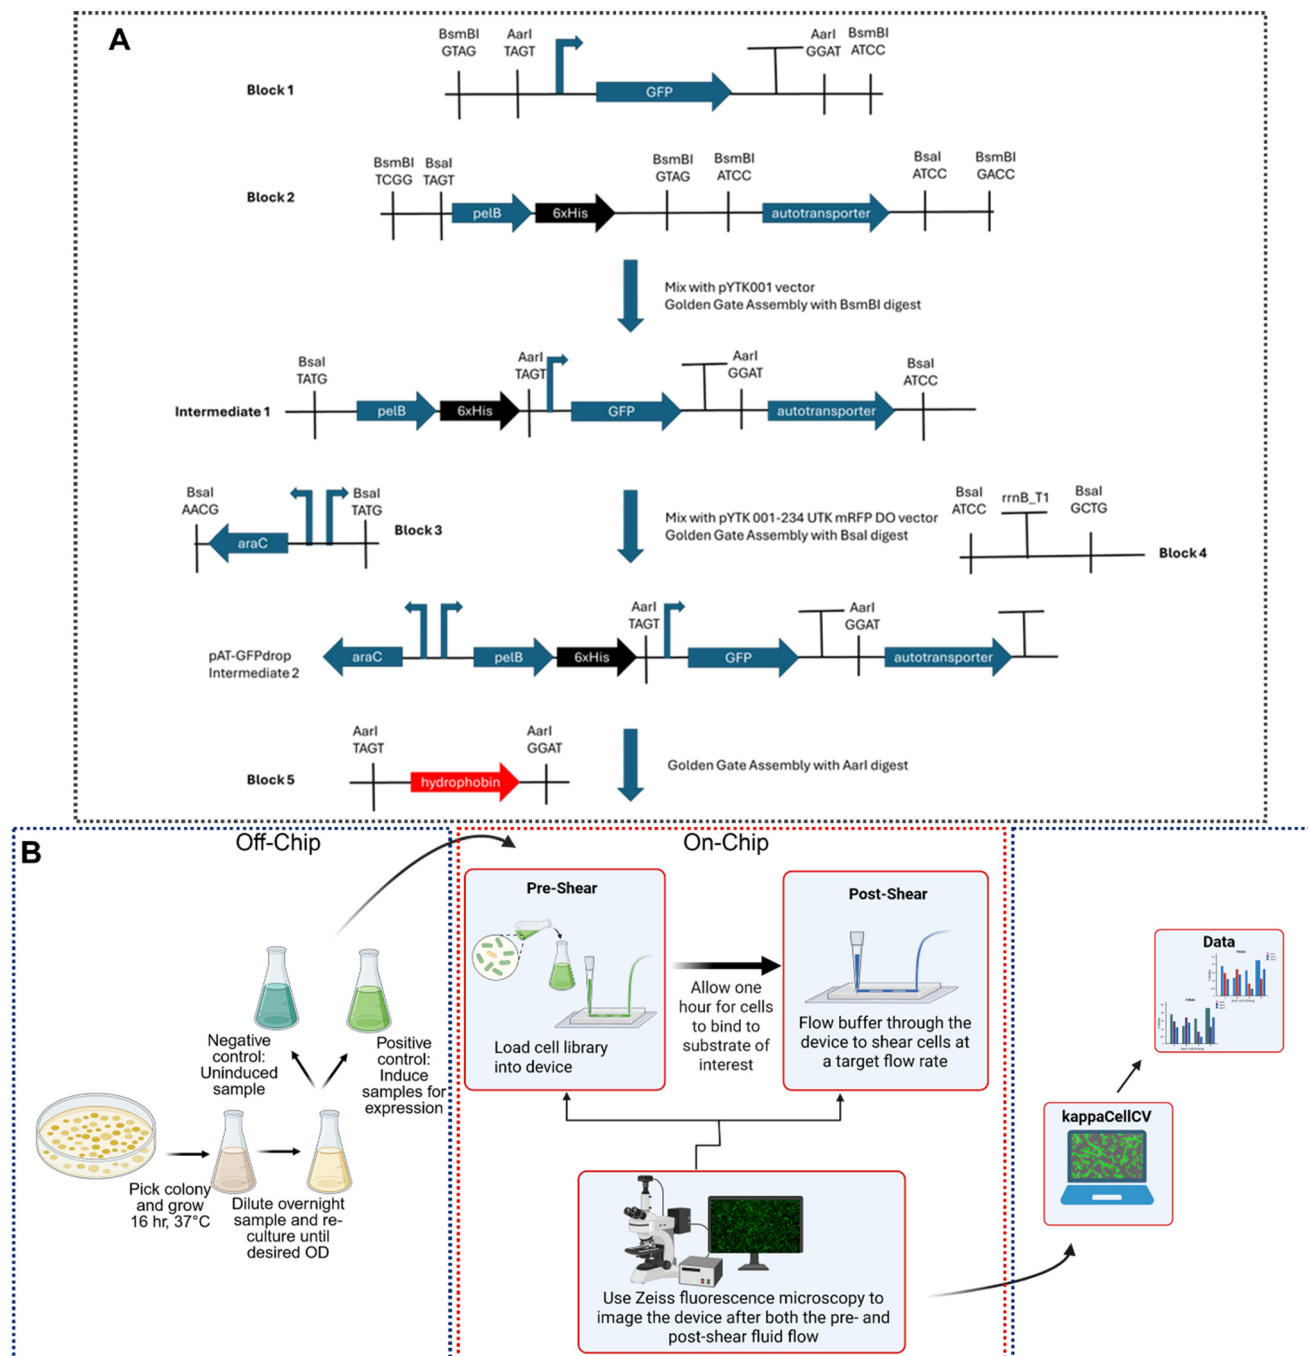 A
BsmBI
GTAG
AarI
TAGT
AarI
GGAT
BsmBI
ATCC
Block 1
GFP
BsmBI
TCGG
BsaI
TAGT
BsmBI
GTAG
BsmBI
ATCC
BsaI
ATCC
BsmBI
GACC
Block 2
pelB
6xHis
autotransporter
Mix with pYTK001 vector
Golden Gate Assembly with BsmBI digest
BsaI
TATG
AarI
TAGT
AarI
GGAT
BsaI
ATCC
Intermediate 1
pelB
6xHis
GFP
autotransporter
BsaI
AACG
BsaI
TATG
araC
Block 3
Mix with pYTK 001-234 UTK mRFP DO vector
Golden Gate Assembly with BsaI digest
BsaI
ATCC
rrnB_T1
BsaI
GCTG
Block 4
AarI
TAGT
AarI
GGAT
pAT-GFPdrop
Intermediate 2
araC
pelB
6xHis
GFP
autotransporter
AarI
TAGT
AarI
GGAT
Block 5
hydrophobin
Golden Gate Assembly with AarI digest
B
Off-Chip
Negative
control:
Uninduced
sample
Positive
control:
Induce
samples for
expression
Pick colony
and grow
16 hr, 37°C
Dilute overnight
sample and re-
culture until
desired OD
On-Chip
Pre-Shear
Load cell library
into device
Allow one
hour for cells
to bind to
substrate of
interest
Post-Shear
Flow buffer through the
device to shear cells at
a target flow rate
Use Zeiss fluorescence microscopy to
image the device after both the pre- and
post-shear fluid flow
Data
kappaCellCV